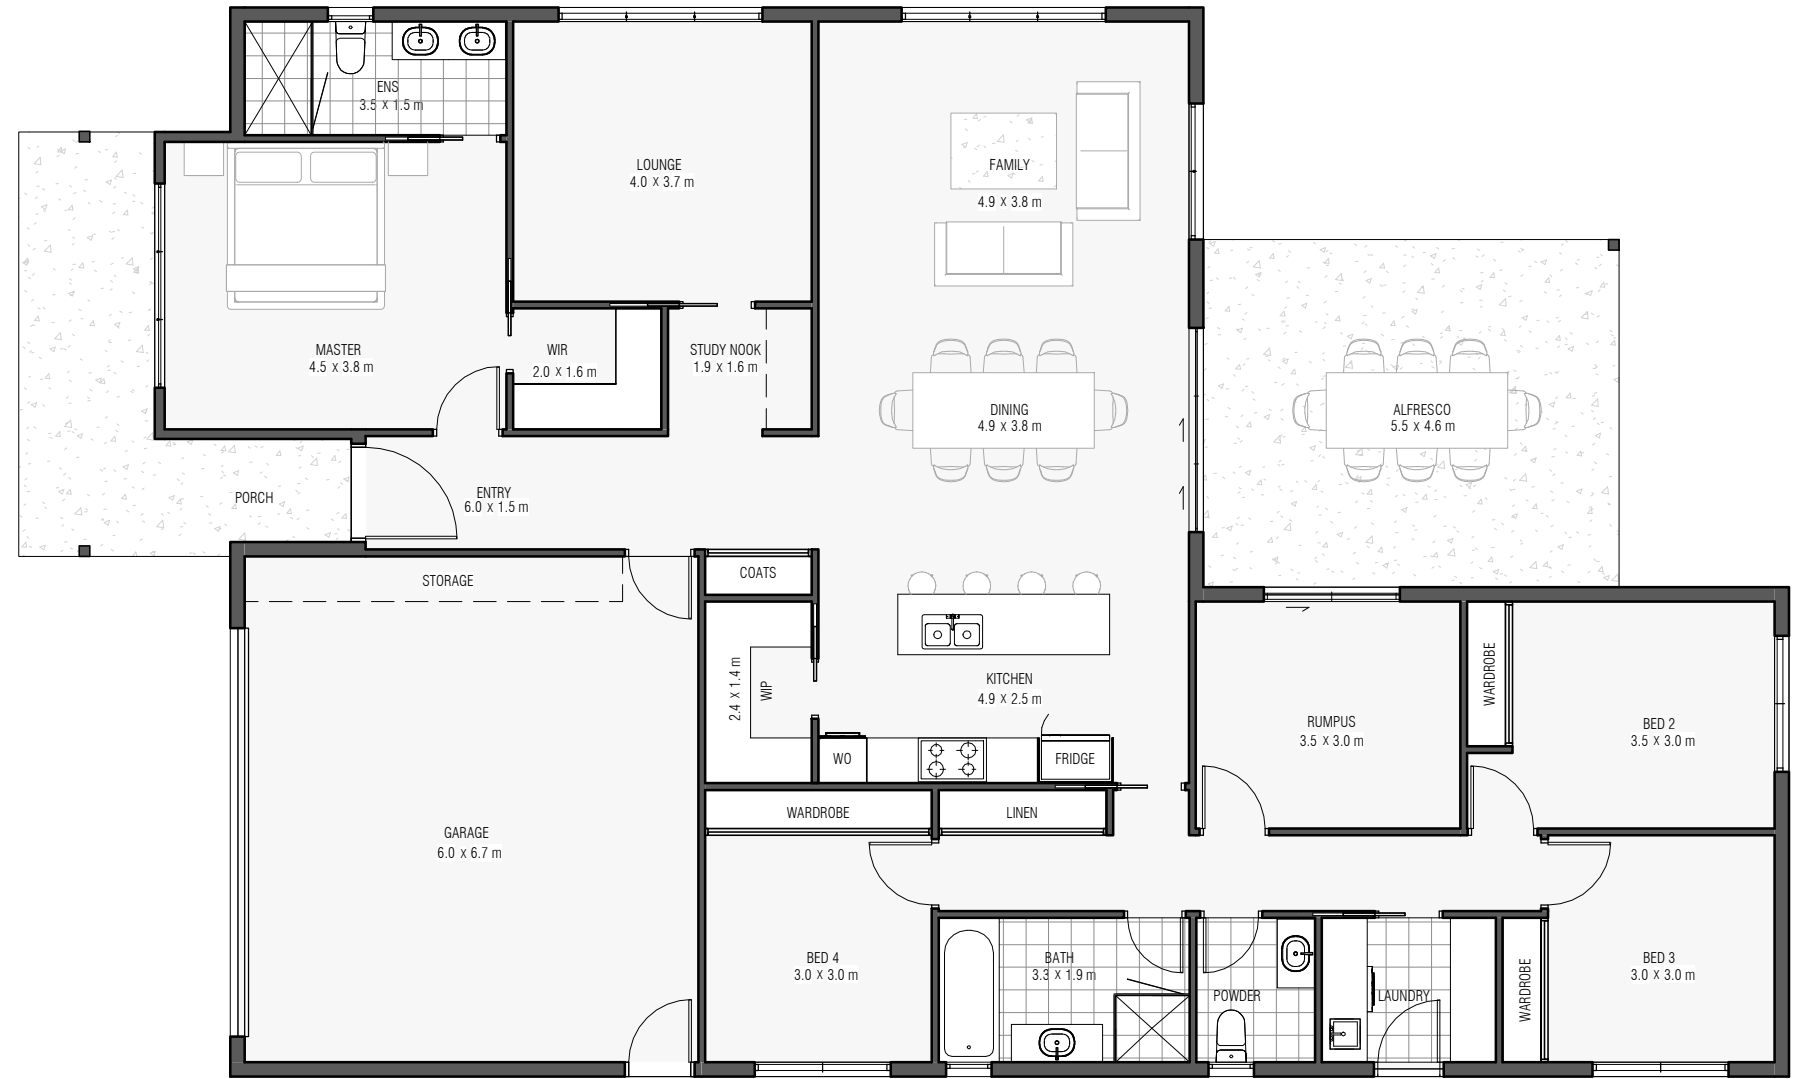 ENS
3.5 x 1.5 m
LOUNGE
4.0 x 3.7 m
FAMILY
4.9 x 3.8 m
MASTER
4.5 x 3.8 m
WIR
2.0 x 1.6 m
STUDY NOOK
1.9 x 1.6 m
DINING
4.9 x 3.8 m
ALFRESCO
5.5 x 4.6 m
PORCH
ENTRY
6.0 x 1.5 m
STORAGE
COATS
WIP
2.4 x 1.4 m
KITCHEN
4.9 x 2.5 m
WO
FRIDGE
RUMPUS
3.5 x 3.0 m
WARDROBE
BED 2
3.5 x 3.0 m
GARAGE
6.0 x 6.7 m
WARDROBE
LINEN
BED 4
3.0 x 3.0 m
BATH
3.3 x 1.9 m
POWDER
LAUNDRY
WARDROBE
BED 3
3.0 x 3.0 m